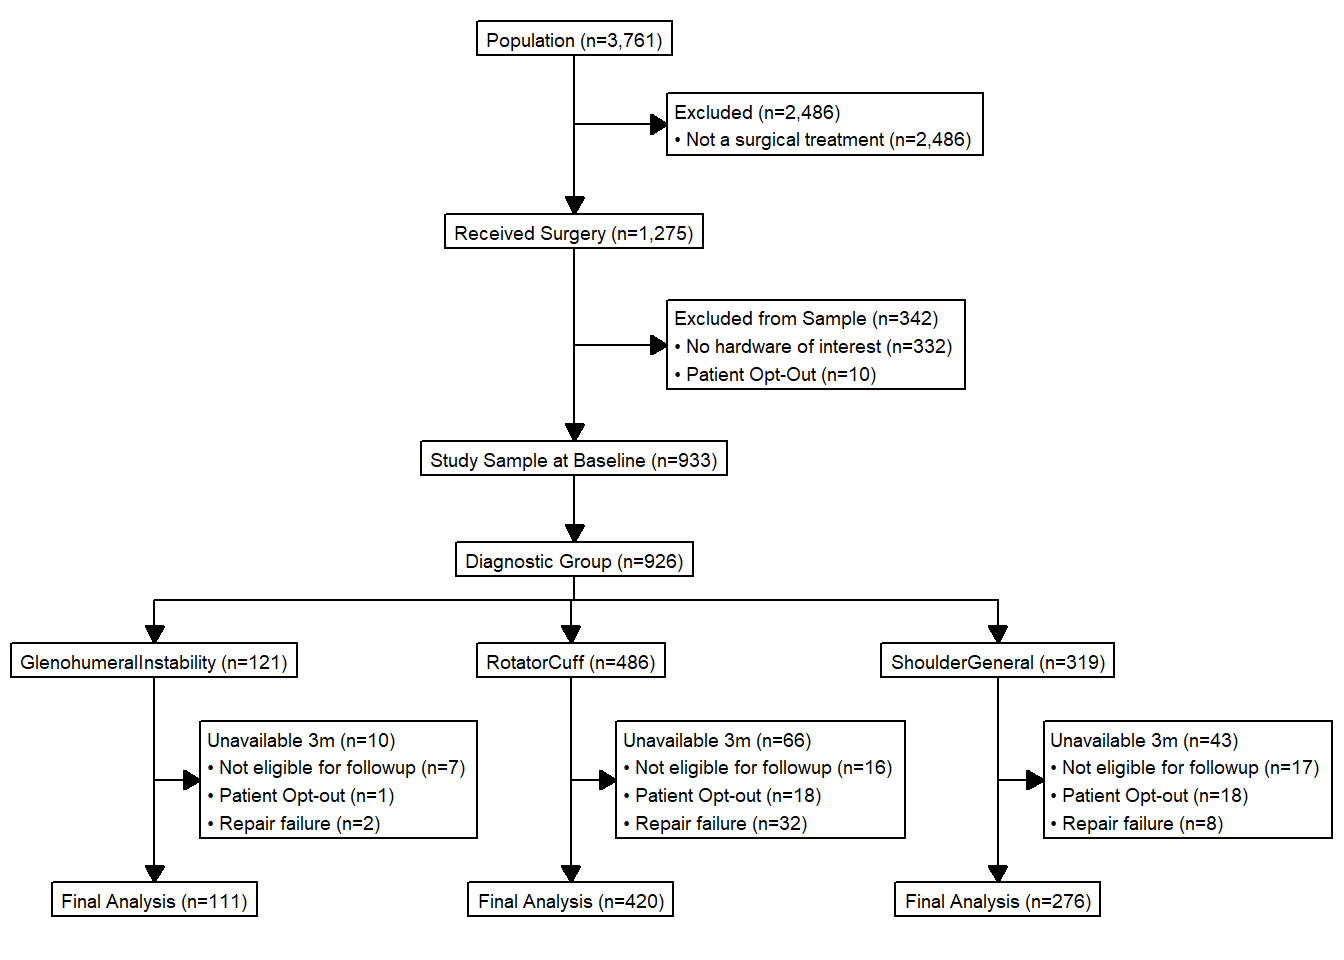 Population (n=3,761)
Excluded (n=2,486)
• Not a surgical treatment (n=2,486)
Received Surgery (n=1,275)
Excluded from Sample (n=342)
• No hardware of interest (n=332)
• Patient Opt-Out (n=10)
Study Sample at Baseline (n=933)
Diagnostic Group (n=926)
GlenohumeralInstability (n=121)
RotatorCuff (n=486)
ShoulderGeneral (n=319)
Unavailable 3m (n=10)
• Not eligible for followup (n=7)
• Patient Opt-out (n=1)
• Repair failure (n=2)
Unavailable 3m (n=66)
• Not eligible for followup (n=16)
• Patient Opt-out (n=18)
• Repair failure (n=32)
Unavailable 3m (n=43)
• Not eligible for followup (n=17)
• Patient Opt-out (n=18)
• Repair failure (n=8)
Final Analysis (n=111)
Final Analysis (n=420)
Final Analysis (n=276)